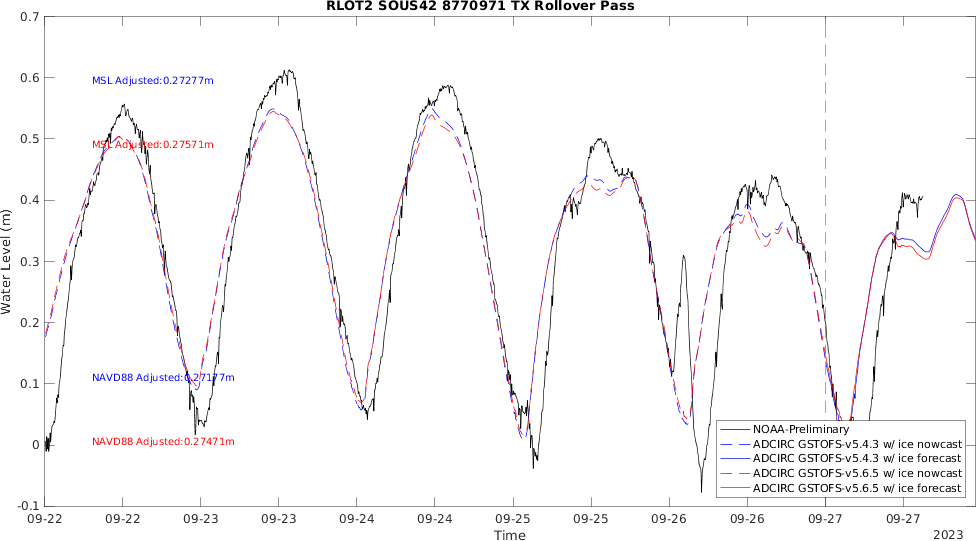 RLOT2 SOUS42 8770971 TX Rollover Pass
0.7
0.6
0.5
0.4
0.3
0.2
0.1
0
-0.1
Water Level (m)
MSL Adjusted:0.27277m
MSL Adjusted:0.27571m
NAVD88 Adjusted:0.27177m
NAVD88 Adjusted:0.27471m
NOAA-Preliminary
ADCIRC GSTOFS-v5.4.3 w/ ice nowcast
ADCIRC GSTOFS-v5.4.3 w/ ice forecast
ADCIRC GSTOFS-v5.6.5 w/ ice nowcast
ADCIRC GSTOFS-v5.6.5 w/ ice forecast
09-22 09-22 09-23 09-23 09-24 09-24 09-25 09-25 09-26 09-26 09-27 09-27
Time
2023